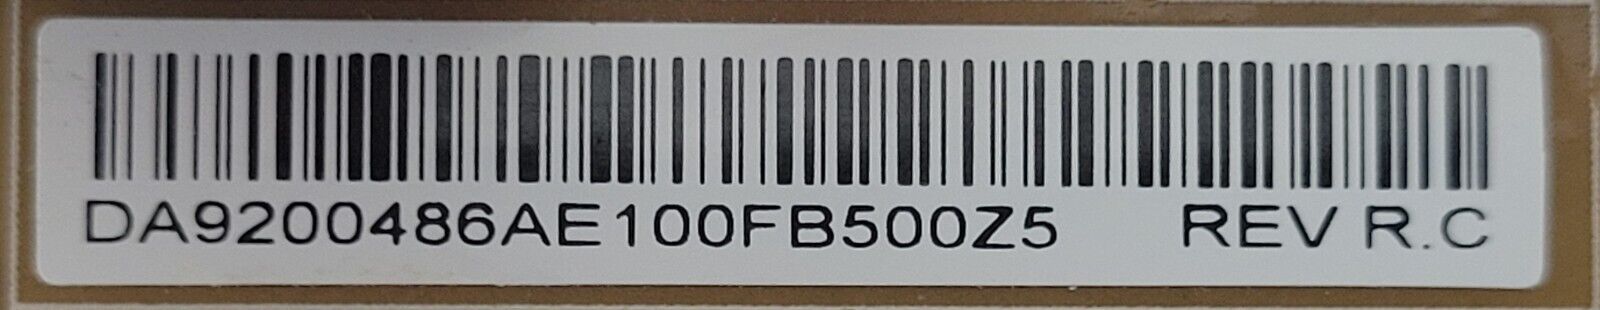 DA9200486AE100FB500Z5 REV R.C